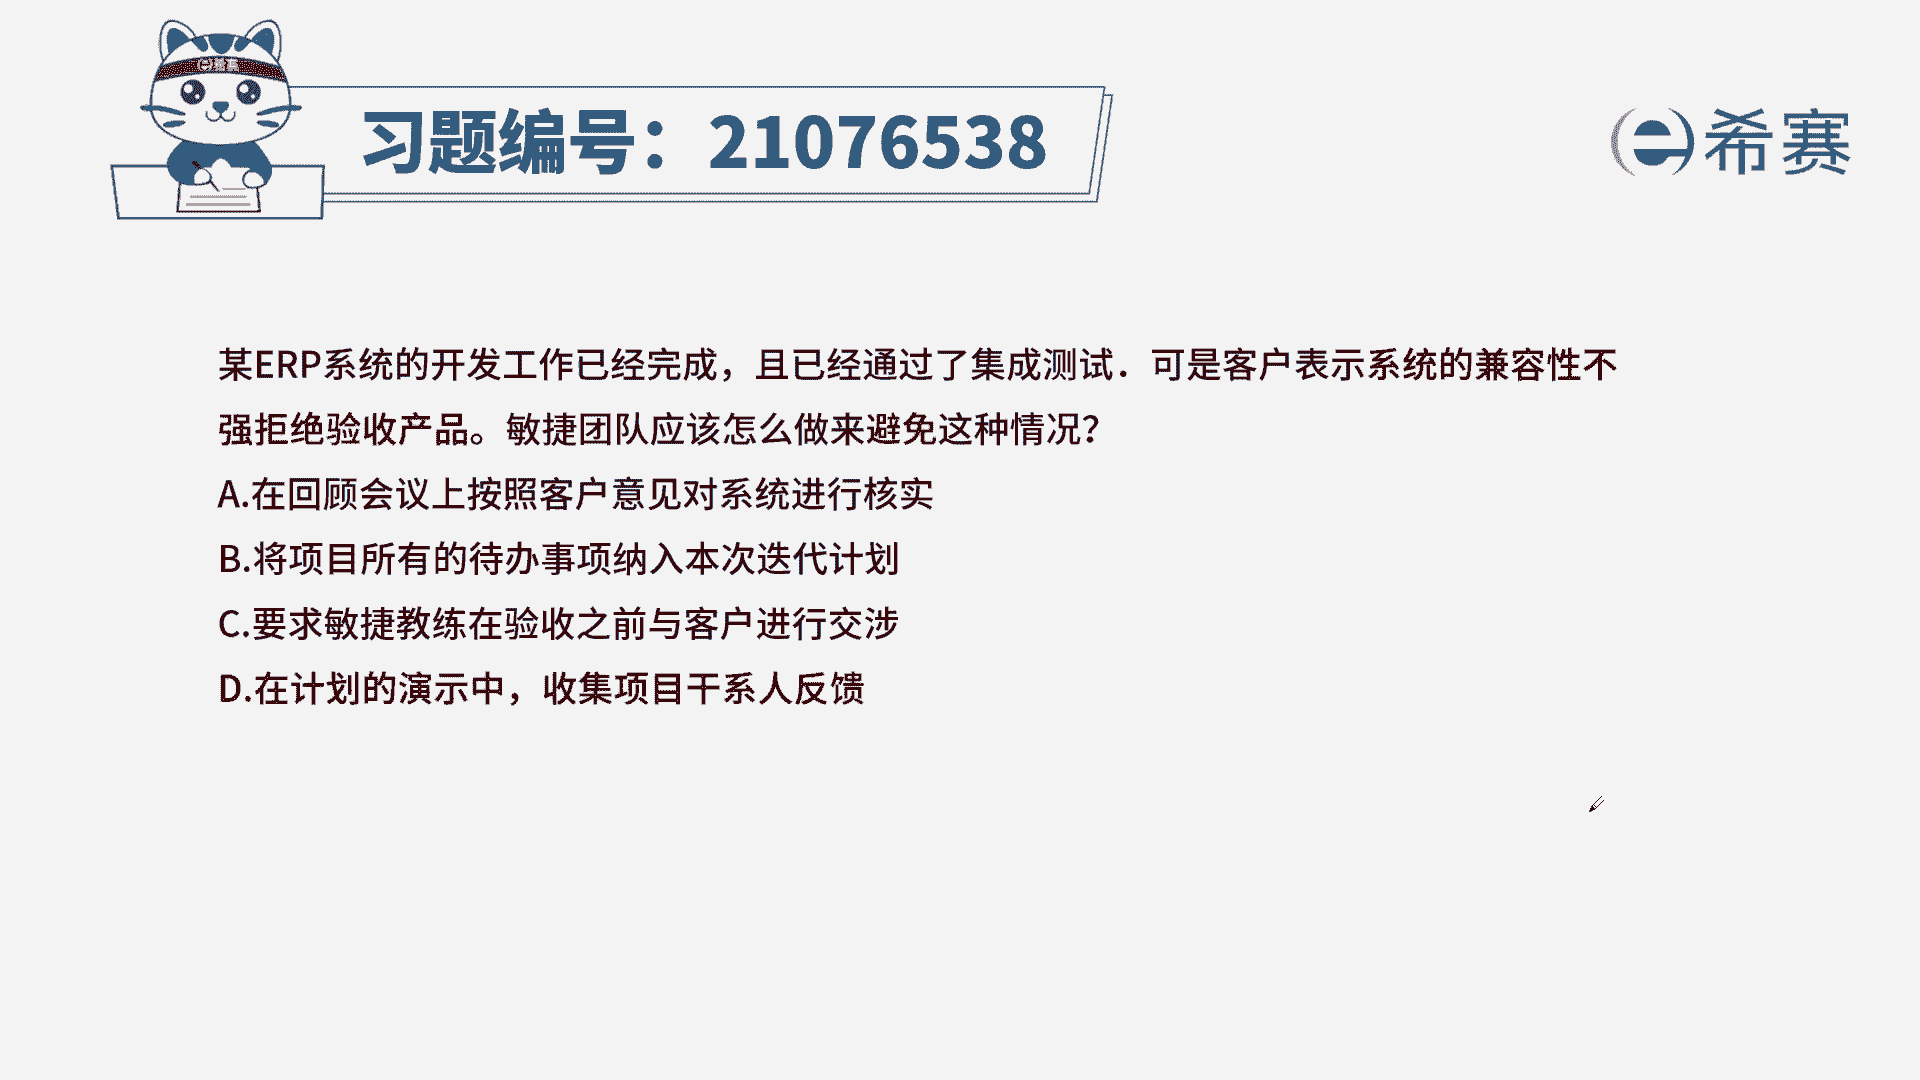 习题编号：21076538
希赛
某ERP系统的开发工作已经完成，且已经通过了集成测试．可是客户表示系统的兼容性不
强拒绝验收产品。敏捷团队应该怎么做来避免这种情况？
A.在回顾会议上按照客户意见对系统进行核实
B.将项目所有的待办事项纳入本次迭代计划
C.要求敏捷教练在验收之前与客户进行交涉
D.在计划的演示中，收集项目干系人反馈